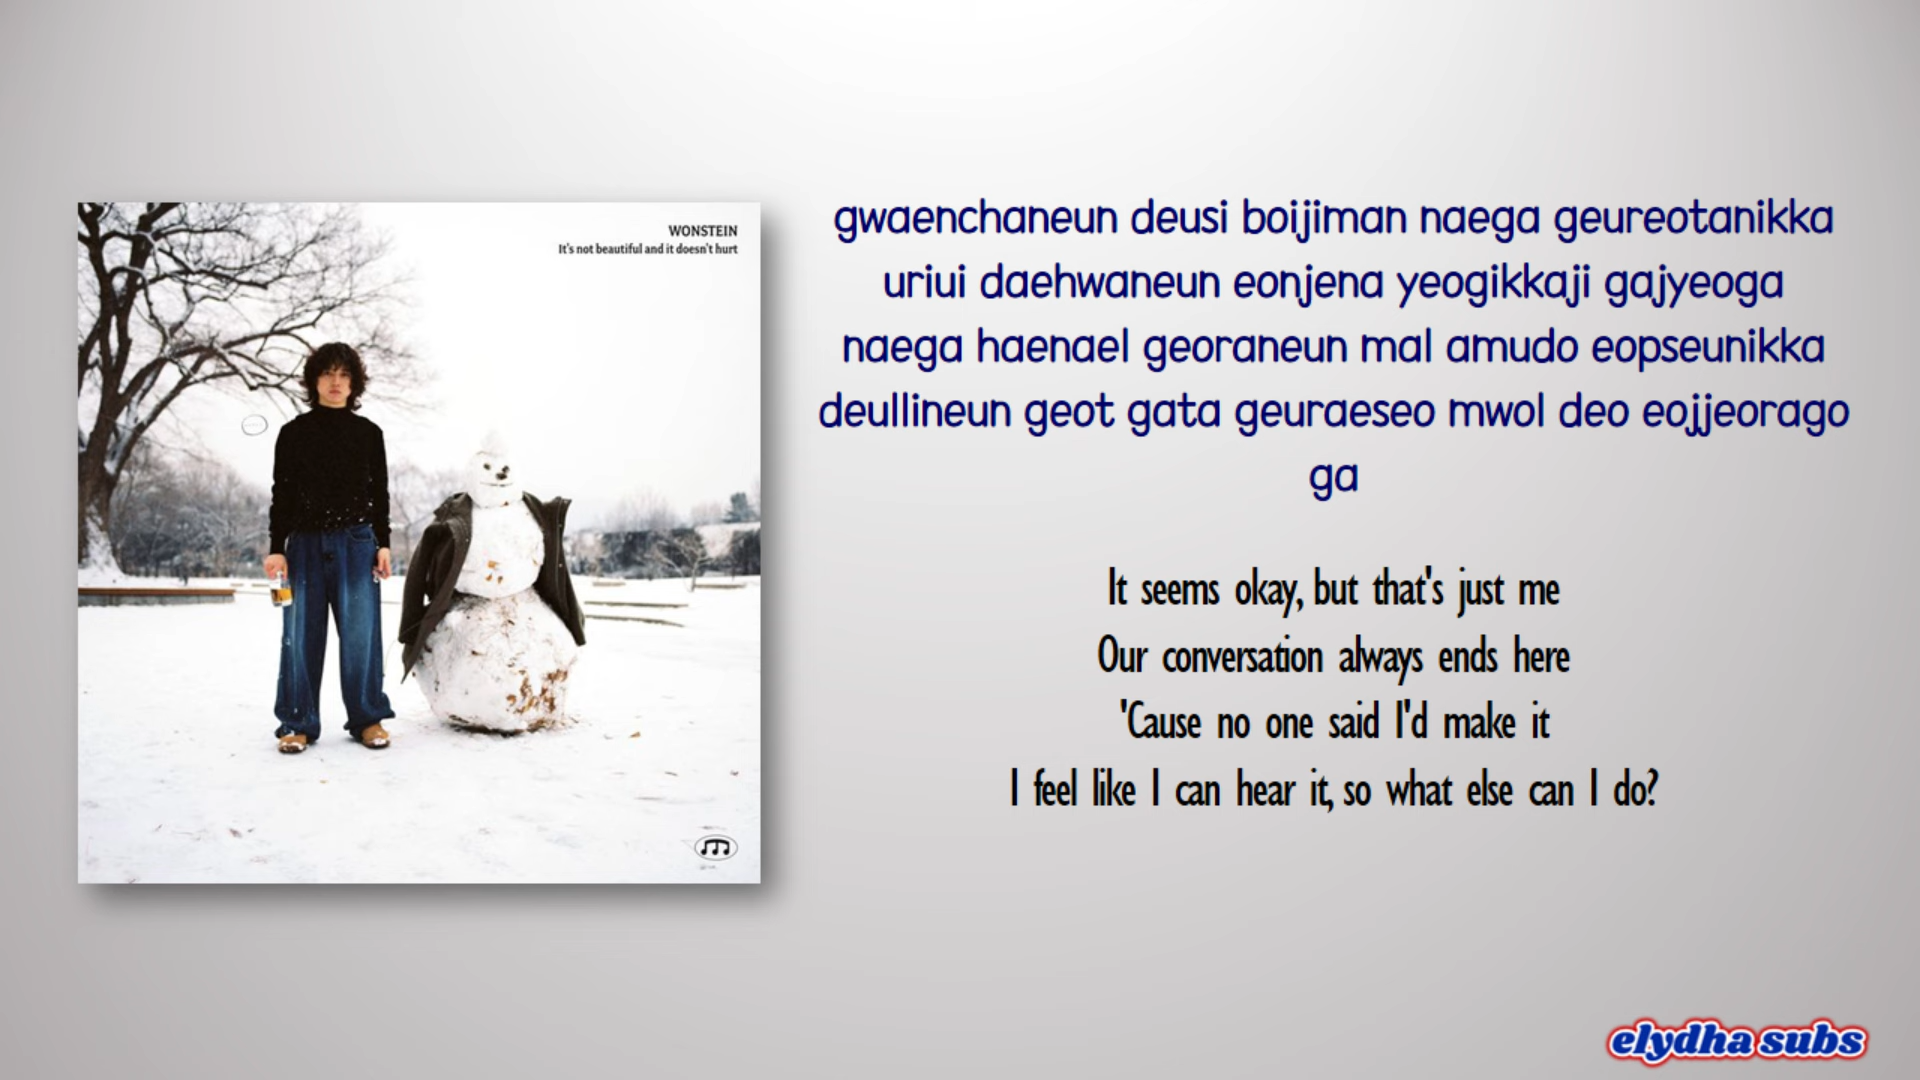 WONSTEIN
It's not beautiful and it doesn't hurt
gwaenchaneun deusi boijiman naega geureotanikka
uriui daehwaneun eonjena yeogikkaji gajyeoga
naega haenael georaneun mal amudo eopseunikka
deullineun geot gata geuraeseo mwol deo eojjeorago
ga
It seems okay, but that's just me
Our conversation always ends here
'Cause no one said I'd make it
I feel like I can hear it, so what else can I do?
elydha subs